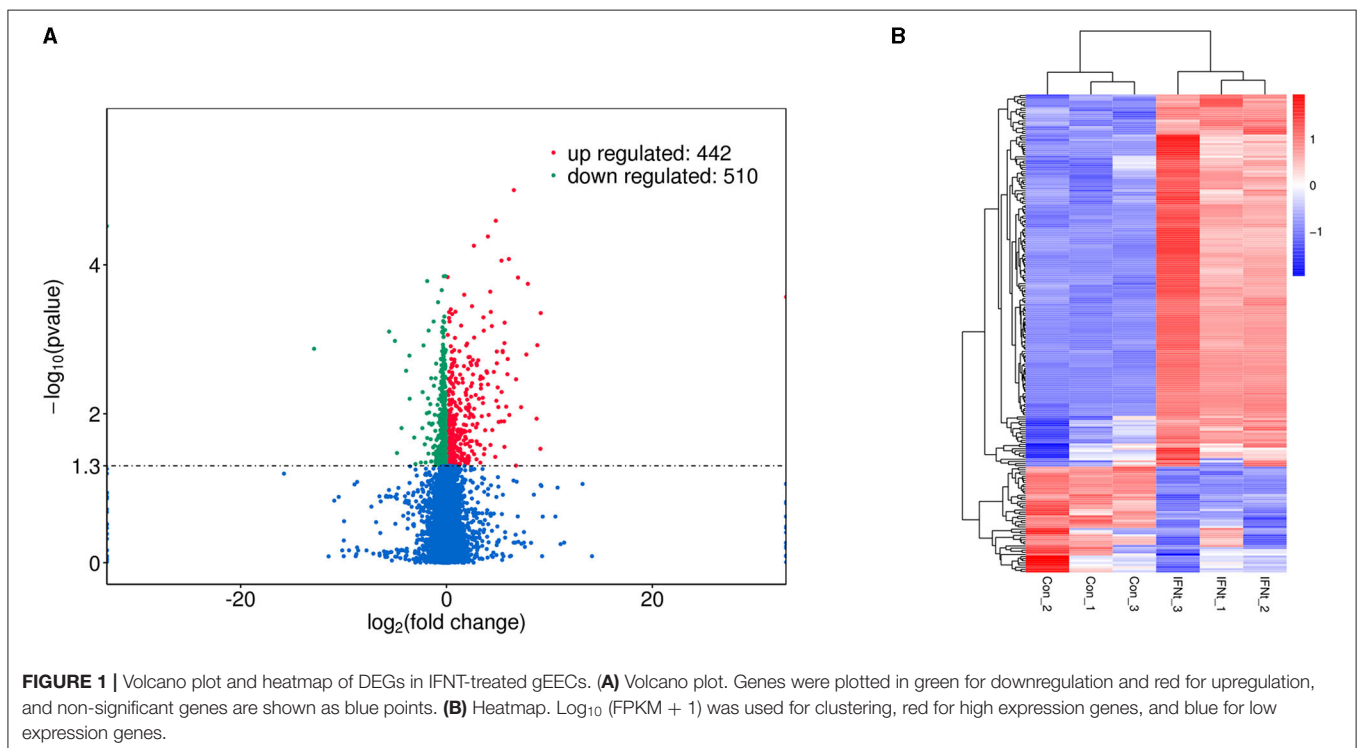 A
B
up regulated: 442
down regulated: 510
−log10(pvalue)
4
2
1.3
0
-20
0
20
log2(fold change)
1
0
−1
Con_2
Con_1
Con_3
IFNt_3
IFNt_1
IFNt_2
FIGURE 1 | Volcano plot and heatmap of DEGs in IFNT-treated gEECs. (A) Volcano plot. Genes were plotted in green for downregulation and red for upregulation,
and non-significant genes are shown as blue points. (B) Heatmap. Log10 (FPKM + 1) was used for clustering, red for high expression genes, and blue for low
expression genes.